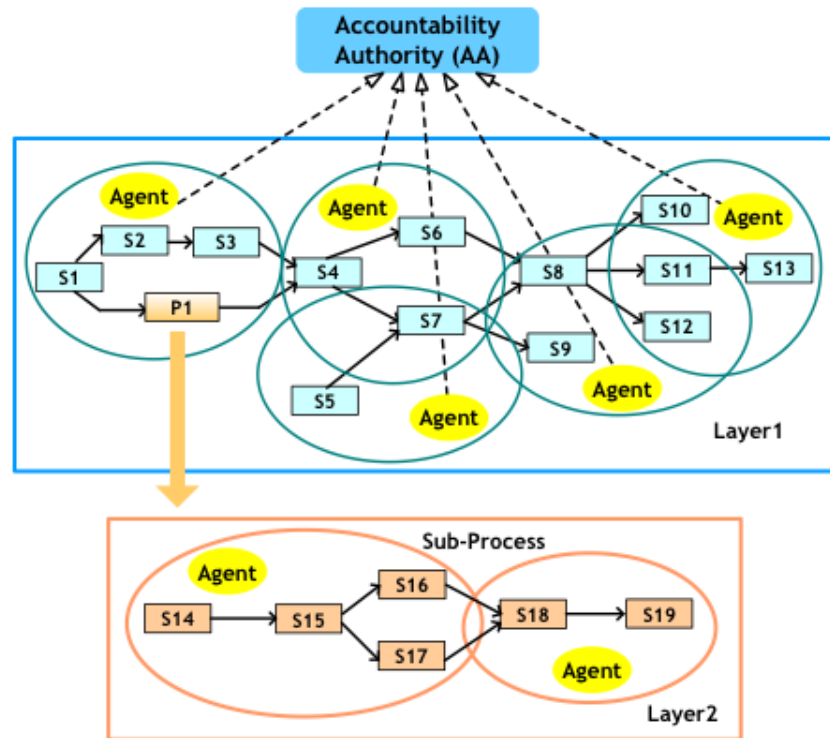 Accountability
Authority (AA)
Agent
Agent
Agent
S10
S2
S3
S6
S1
S4
S8
S11
S13
P1
S7
S12
S9
S5
Agent
Agent
Layer1
Sub-Process
Agent
S16
S14
S15
S18
S19
S17
Agent
Layer2